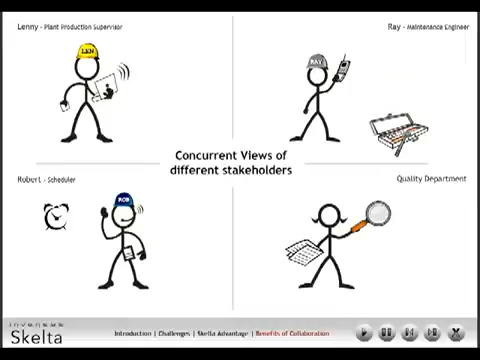 Lenny - Plant Production Supervisor
Ray - Maintenance Engineer
LEN
RAY
Concurrent Views of
different stakeholders
Robert - Scheduler
Quality Department
ROB
invensys
Skelta
Introduction | Challenges | Skelta Advantage | Benefits of Collaboration